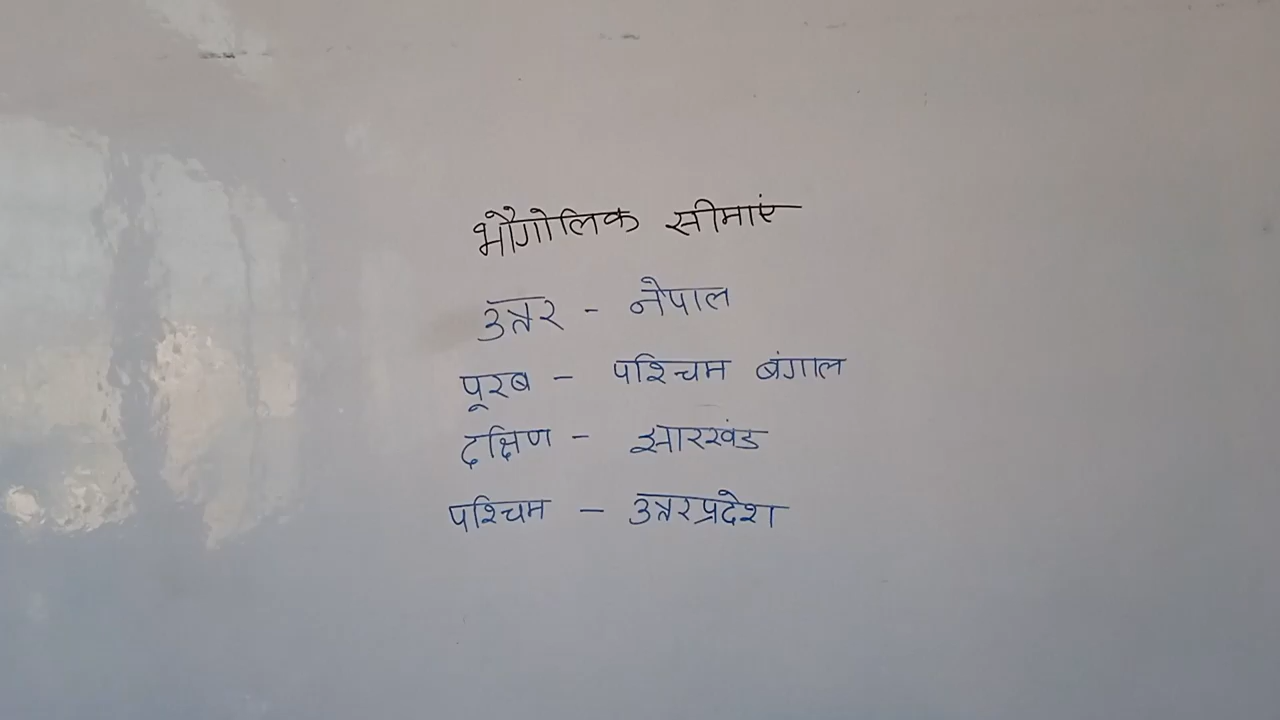 भौगोलिक सीमाएं
उत्तर - नेपाल
पूरब - पश्चिम बंगाल
दक्षिण - झारखंड
पश्चिम - उत्तरप्रदेश